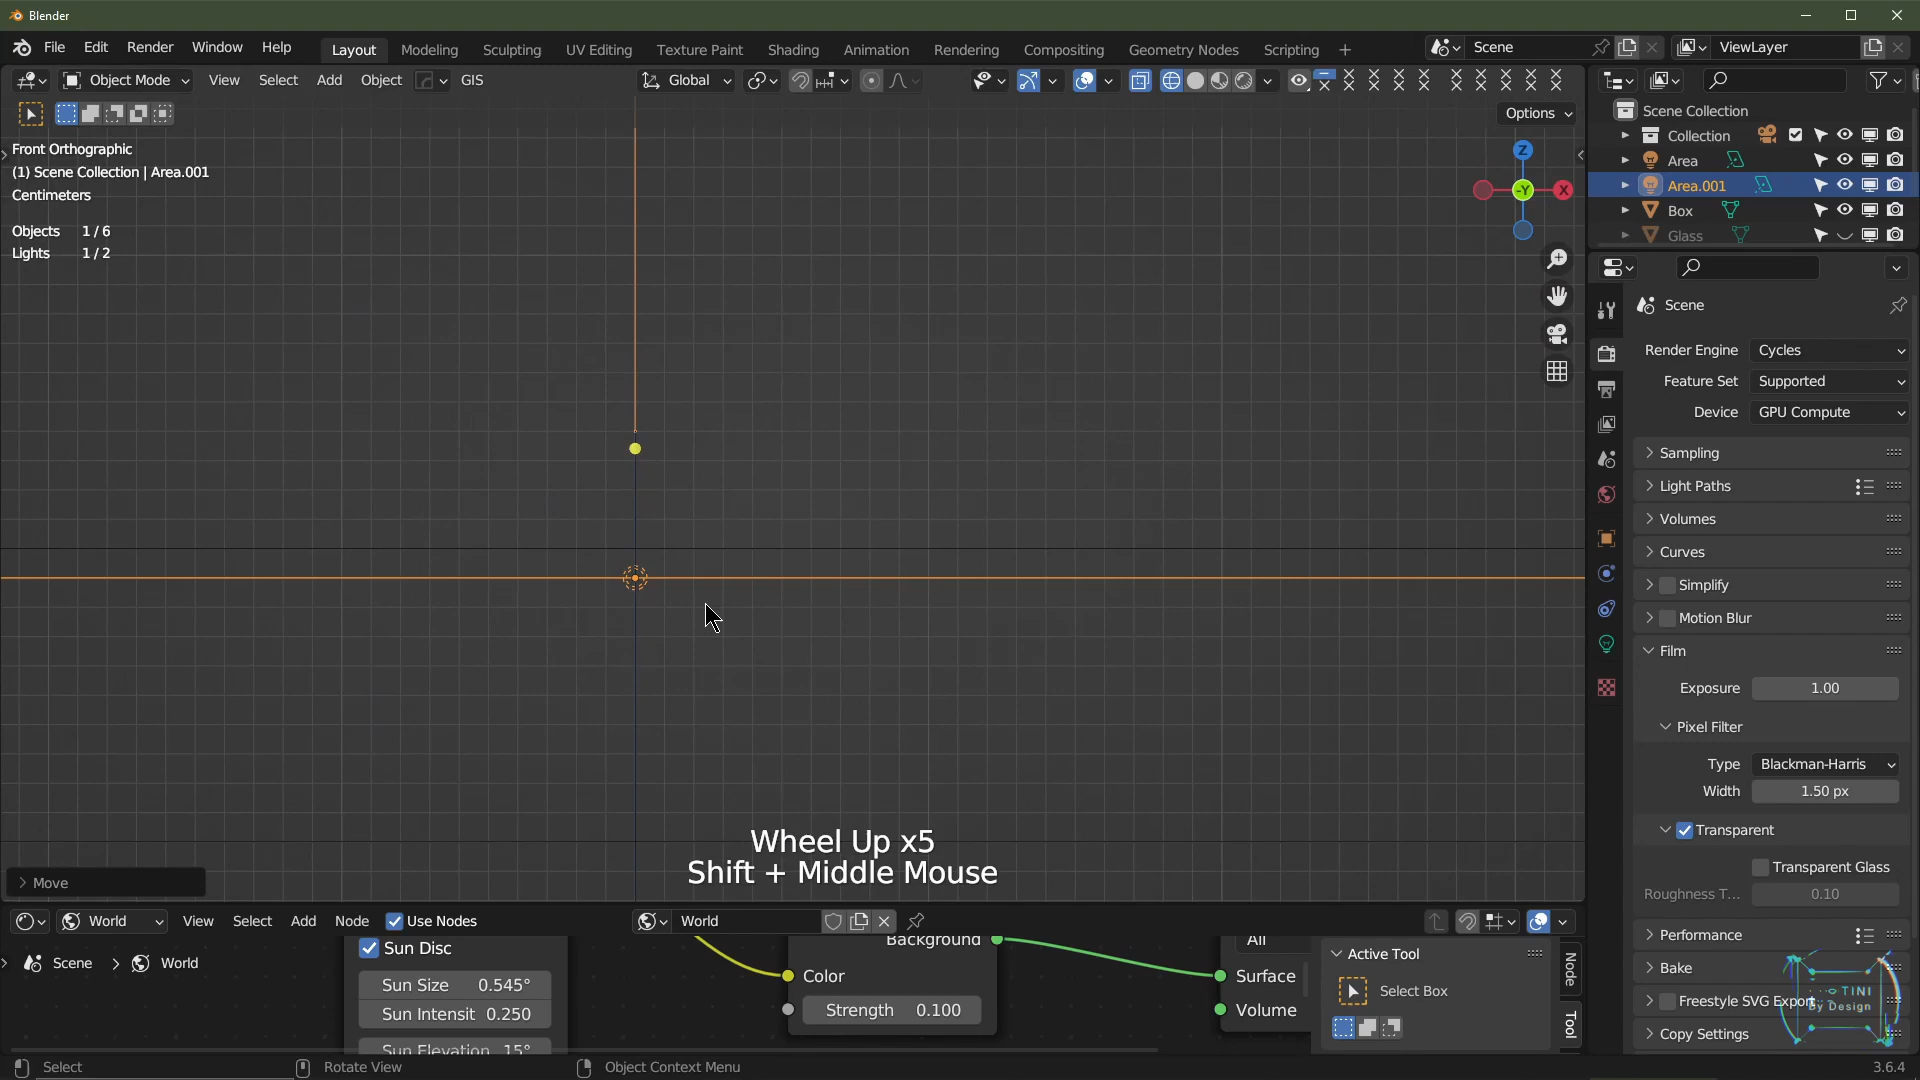 Blender
File Edit Render Window Help
Layout Modeling Sculpting UV Editing Texture Paint Shading Animation Rendering Compositing Geometry Nodes Scripting
Scene
ViewLayer
Object Mode View Select Add Object GIS
Global
Options
Front Orthographic
(1) Scene Collection | Area.001
Centimeters
Objects 1 / 6
Lights 1 / 2
Z
-Y
X
Wheel Up x5
Shift + Middle Mouse
Move
Scene Collection
Collection
Area
Area.001
Box
Glass
Scene
Render Engine Cycles
Feature Set Supported
Device GPU Compute
Sampling
Light Paths
Volumes
Curves
Simplify
Motion Blur
Film
Exposure 1.00
Pixel Filter
Type Blackman-Harris
Width 1.50 px
Transparent
Transparent Glass
Roughness T... 0.10
Performance
Bake
Freestyle SVG Export
Copy Settings
TINI
By Design
World View Select Add Node Use Nodes
World
Scene > World
Sun Disc
Sun Size 0.545°
Sun Intensit 0.250
Sun Elevation 15°
Background
Color
Strength 0.100
All
Surface
Volume
Active Tool
Select Box
Node
Tool
Select
Rotate View
Object Context Menu
3.6.4